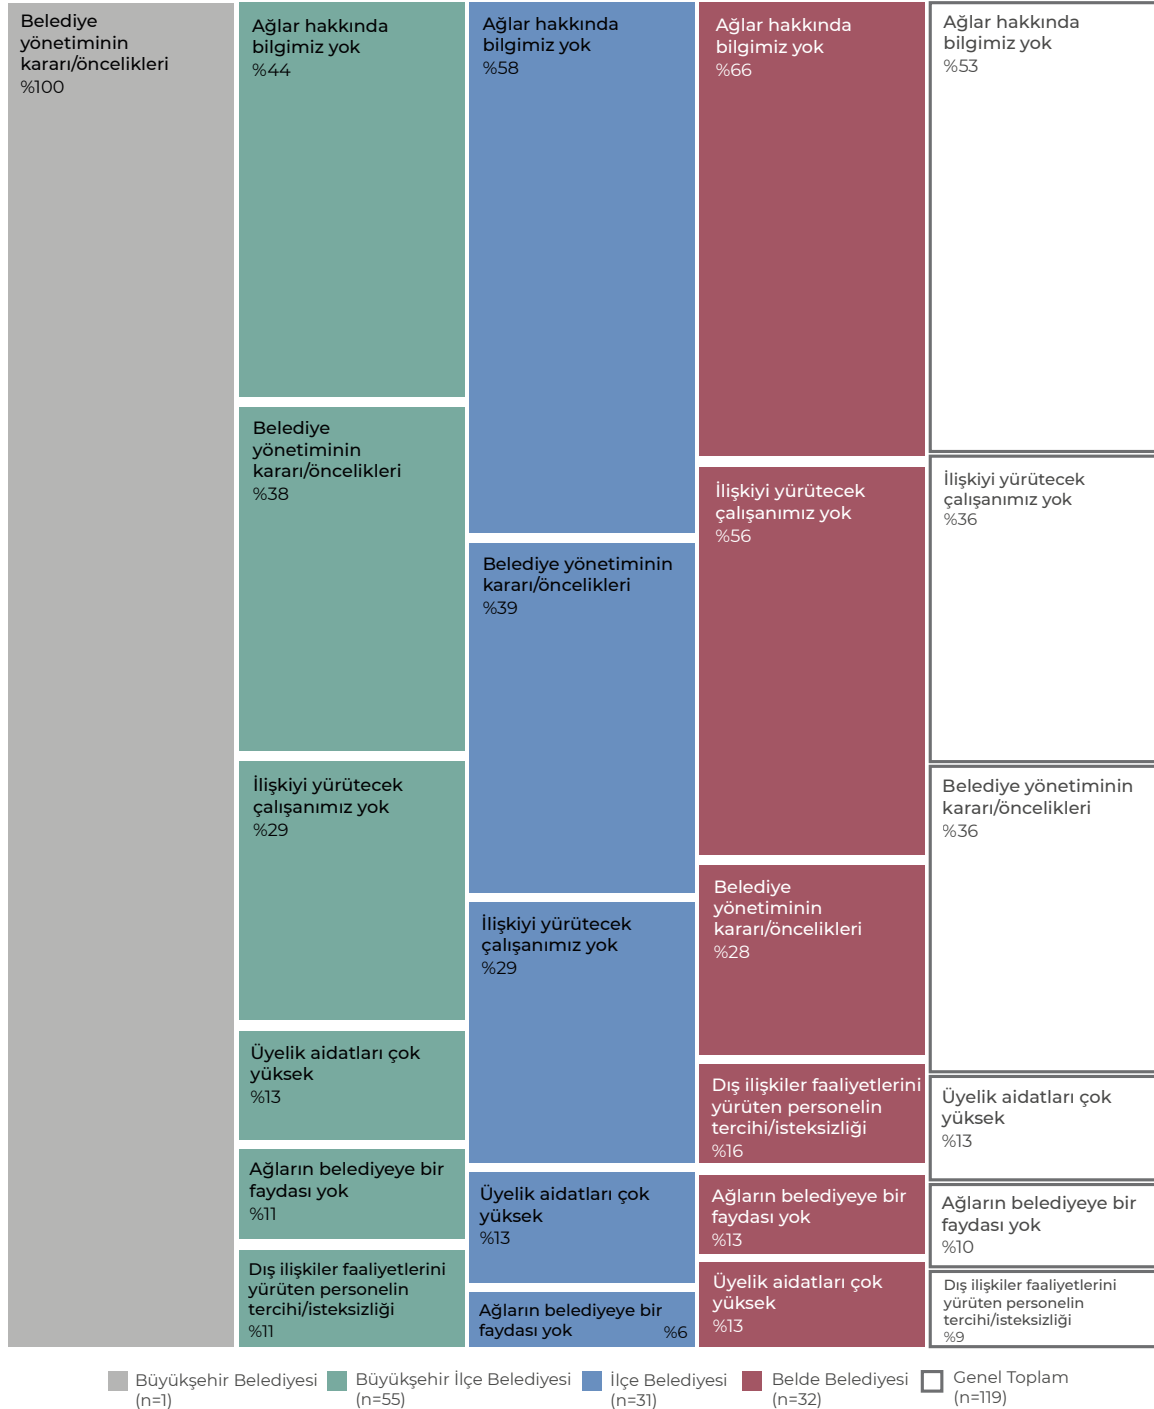 Belediye
yönetiminin
kararı/öncelikleri
%100
Ağlar hakkında
bilgimiz yok
%44
Belediye
yönetiminin
kararı/öncelikleri
%38
İlişkiyi yürütecek
çalışanımız yok
%29
Üyelik aidatları çok
yüksek
%13
Ağların belediyeye bir
faydası yok
%11
Dış ilişkiler faaliyetlerini
yürüten personelin
tercihi/isteksizliği
%11
Ağlar hakkında
bilgimiz yok
%58
Belediye yönetiminin
kararı/öncelikleri
%39
İlişkiyi yürütecek
çalışanımız yok
%29
Üyelik aidatları çok
yüksek
%13
Ağların belediyeye bir
faydası yok %6
Ağlar hakkında
bilgimiz yok
%66
İlişkiyi yürütecek
çalışanımız yok
%56
Belediye
yönetiminin
kararı/öncelikleri
%28
Dış ilişkiler faaliyetlerini
yürüten personelin
tercihi/isteksizliği
%16
Ağların belediyeye bir
faydası yok
%13
Üyelik aidatları çok
yüksek
%13
Ağlar hakkında
bilgimiz yok
%53
İlişkiyi yürütecek
çalışanımız yok
%36
Belediye yönetiminin
kararı/öncelikleri
%36
Üyelik aidatları çok
yüksek
%13
Ağların belediyeye bir
faydası yok
%10
Dış ilişkiler faaliyetlerini
yürüten personelin
tercihi/isteksizliği
%9
Büyükşehir Belediyesi
(n=1)
Büyükşehir İlçe Belediyesi
(n=55)
İlçe Belediyesi
(n=31)
Belde Belediyesi
(n=32)
Genel Toplam
(n=119)